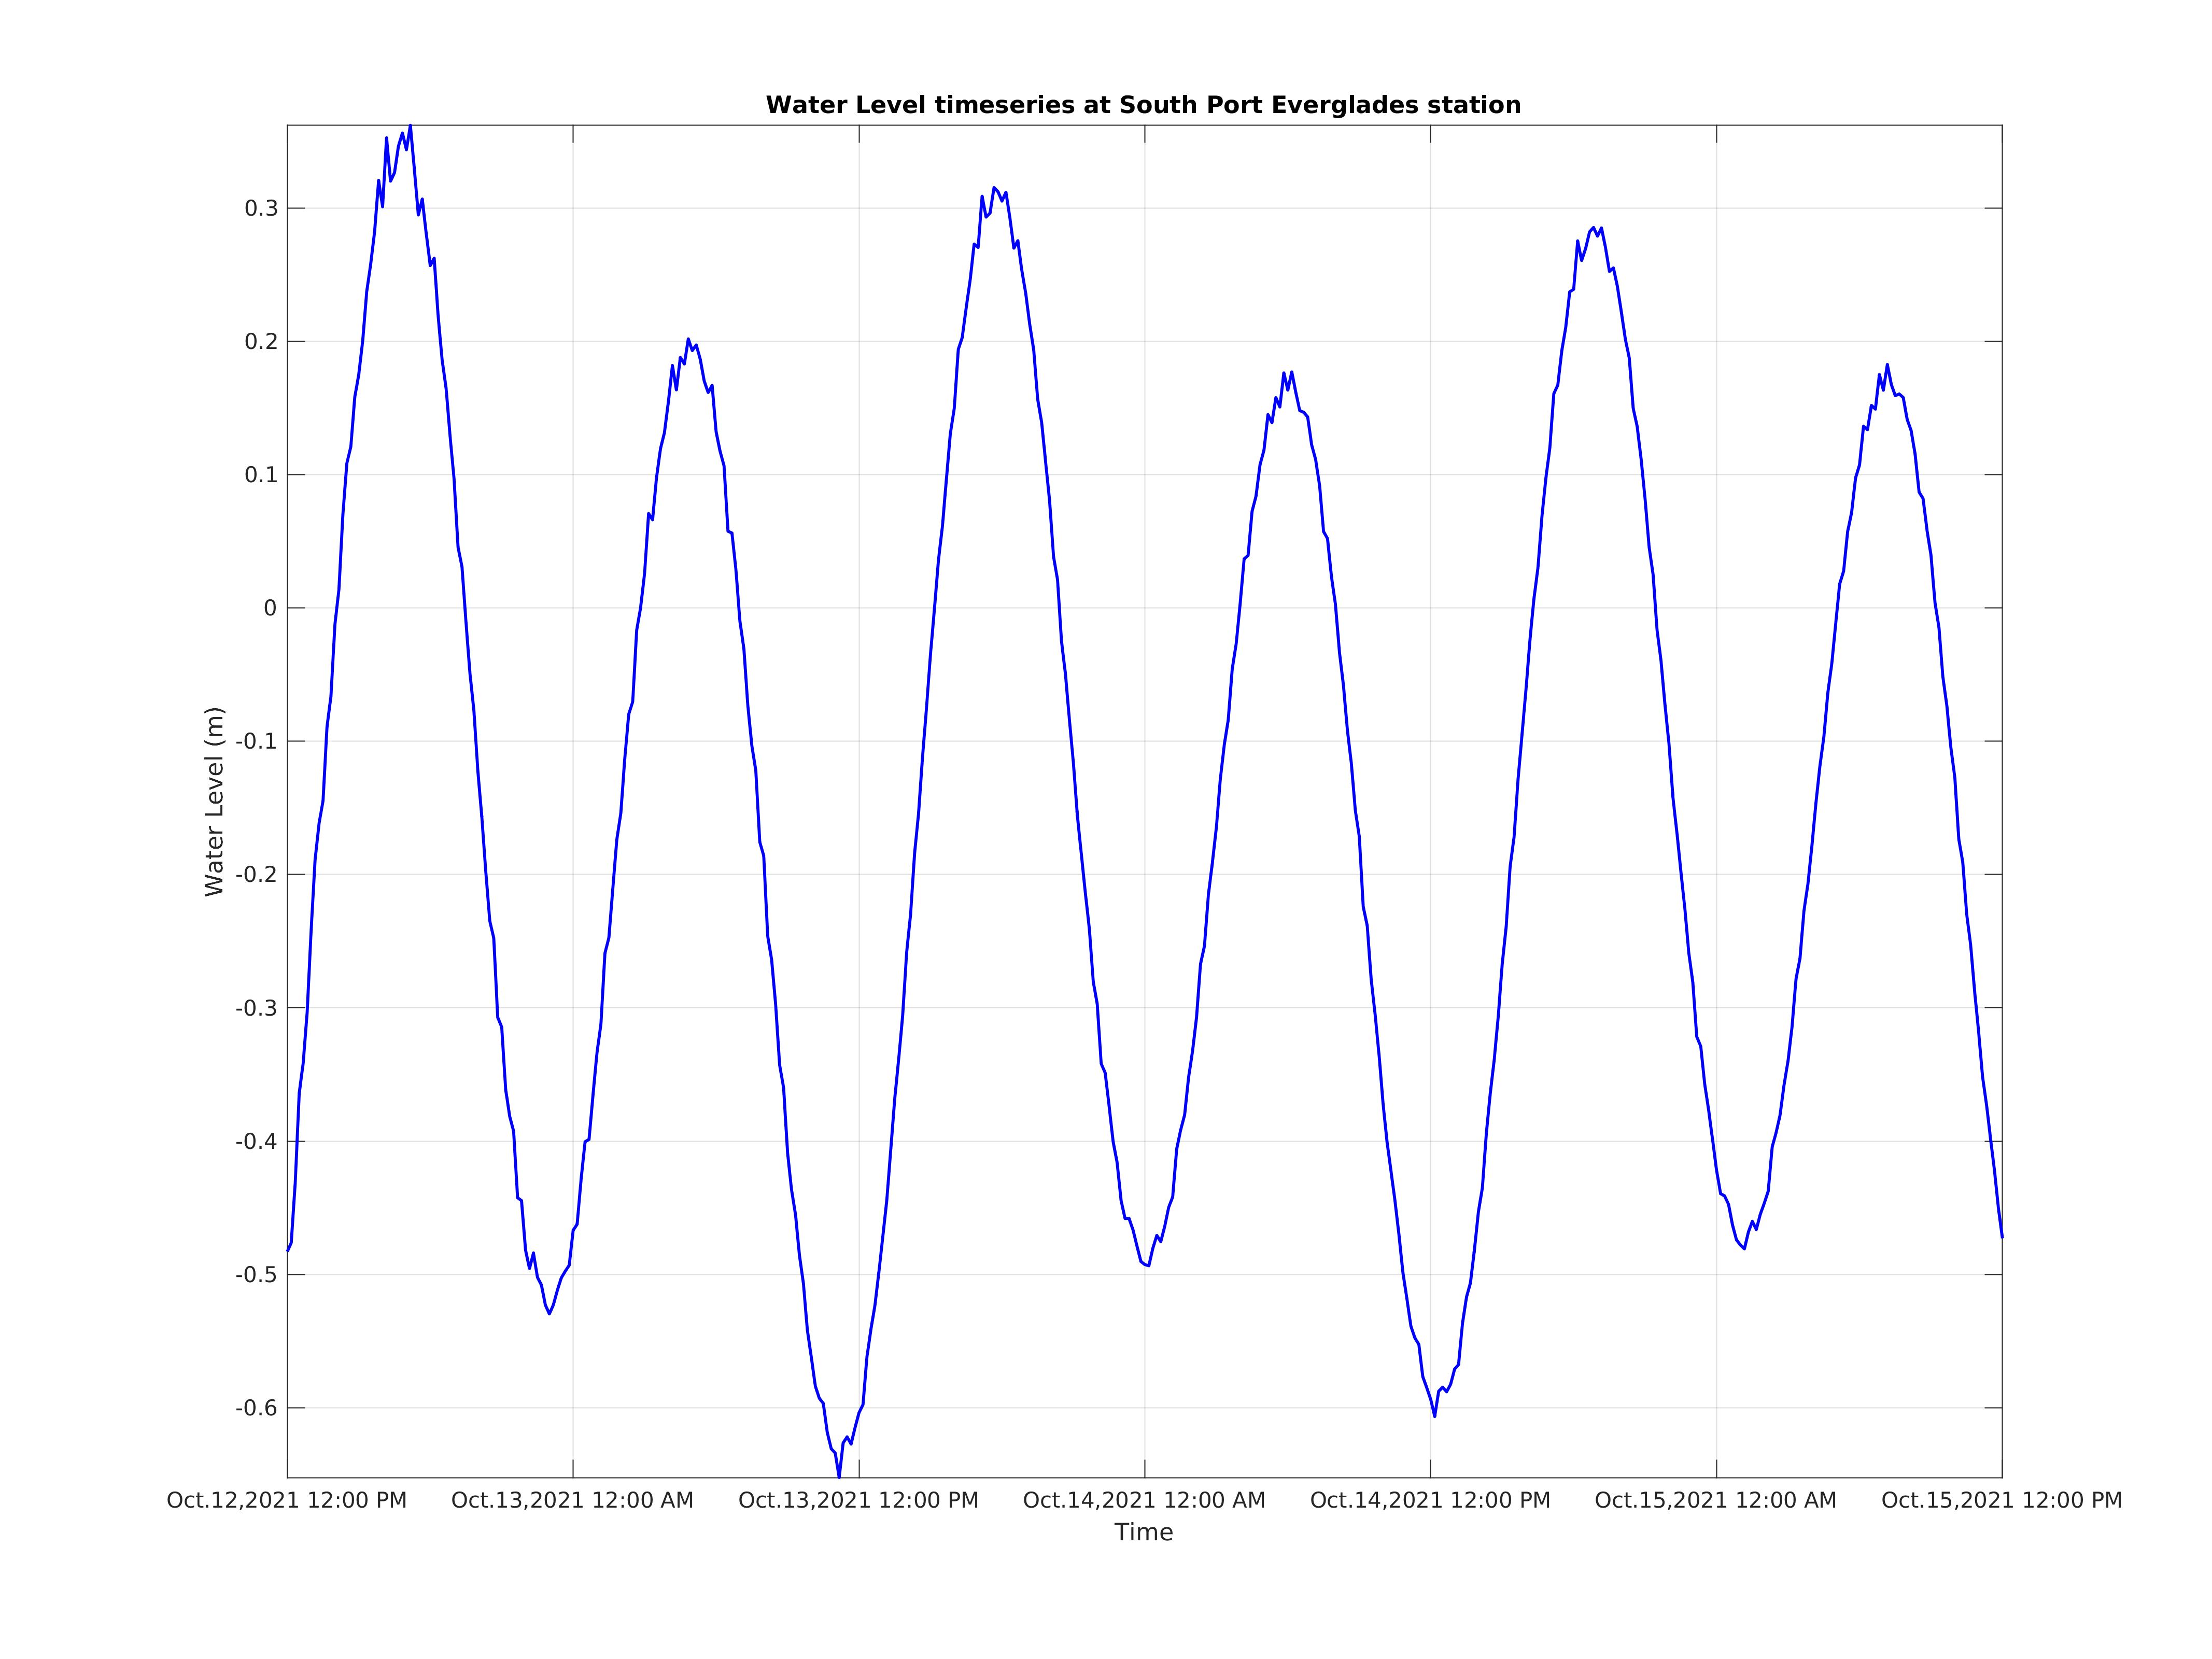 Water Level timeseries at South Port Everglades station
0.3
0.2
0.1
0
-0.1
-0.2
-0.3
-0.4
-0.5
-0.6
Water Level (m)
Oct.12,2021 12:00 PM
Oct.13,2021 12:00 AM
Oct.13,2021 12:00 PM
Oct.14,2021 12:00 AM
Oct.14,2021 12:00 PM
Oct.15,2021 12:00 AM
Oct.15,2021 12:00 PM
Time